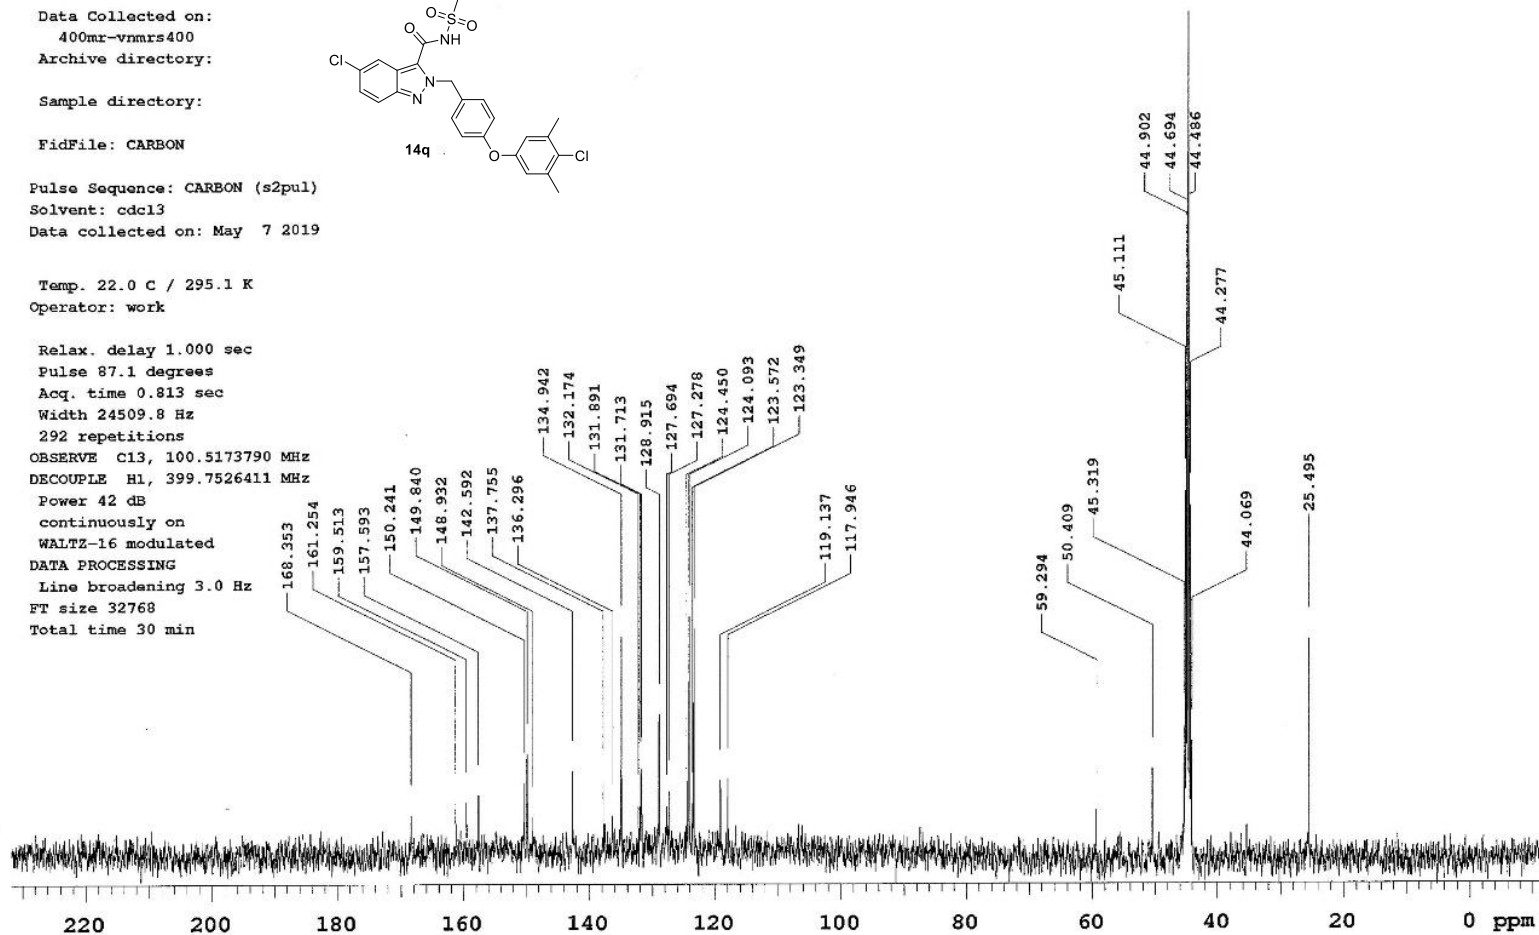 Data Collected on:
400mr-vnmrs400
Archive directory:
Sample directory:
FidFile: CARBON
Pulse Sequence: CARBON (s2pul)
Solvent: cdcl3
Data collected on: May 7 2019
Temp. 22.0 C / 295.1 K
Operator: work
Relax. delay 1.000 sec
Pulse 87.1 degrees
Acq. time 0.813 sec
Width 24509.8 Hz
292 repetitions
OBSERVE C13, 100.5173790 MHz
DECOUPLE H1, 399.7526411 MHz
Power 42 dB
continuously on
WALTZ-16 modulated
DATA PROCESSING
Line broadening 3.0 Hz
FT size 32768
Total time 30 min
O
O
S
O
NH
Cl
N
N
O
Cl
14q
168.353
161.254
159.513
157.593
150.241
149.840
148.932
142.592
137.755
136.296
134.942
132.174
131.891
131.713
128.915
127.694
127.278
124.450
124.093
123.572
123.349
119.137
117.946
59.294
50.409
45.319
45.111
44.902
44.694
44.486
44.277
44.069
25.495
220 200 180 160 140 120 100 80 60 40 20 0 ppm